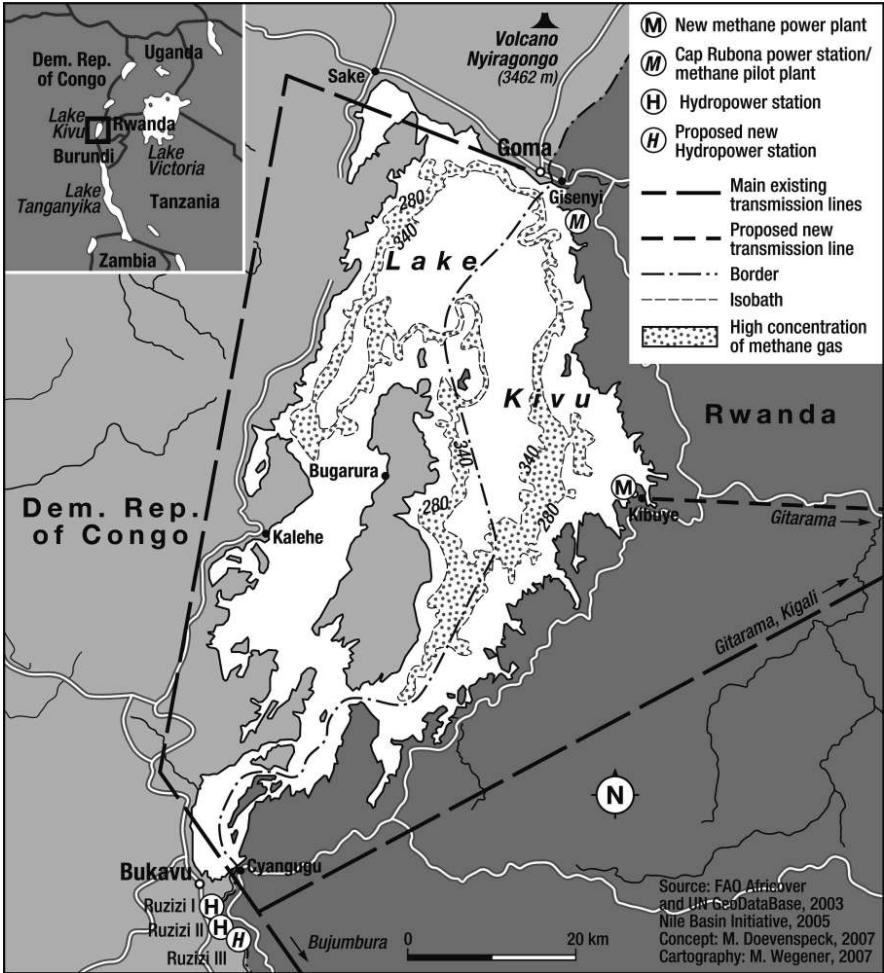 Dem. Rep.
of Congo
Uganda
Lake
Kivu
Rwanda
Burundi
Lake
Victoria
Lake
Tanganyika
Tanzania
Zambia
Volcano
Nyiragongo
(3462 m)
Sake
Goma
Gisenyi
M
M New methane power plant
M Cap Rubona power station/
methane pilot plant
H Hydropower station
H Proposed new
Hydropower station
Main existing
transmission lines
Proposed new
transmission line
Border
Isobath
High concentration
of methane gas
280
340
Lake
Kivu
Rwanda
Bugarura
340
340
280
280
M
Kibuye
Gitarama
Dem. Rep.
of Congo
Kalehe
Gitarama, Kigali
N
Bukavu
Cyangugu
Ruzizi I H
Ruzizi II H
Ruzizi III H
Bujumbura
0 20 km
Source: FAO Africover
and UN GeoDataBase, 2003
Nile Basin Initiative, 2005
Concept: M. Doevenspeck, 2007
Cartography: M. Wegener, 2007